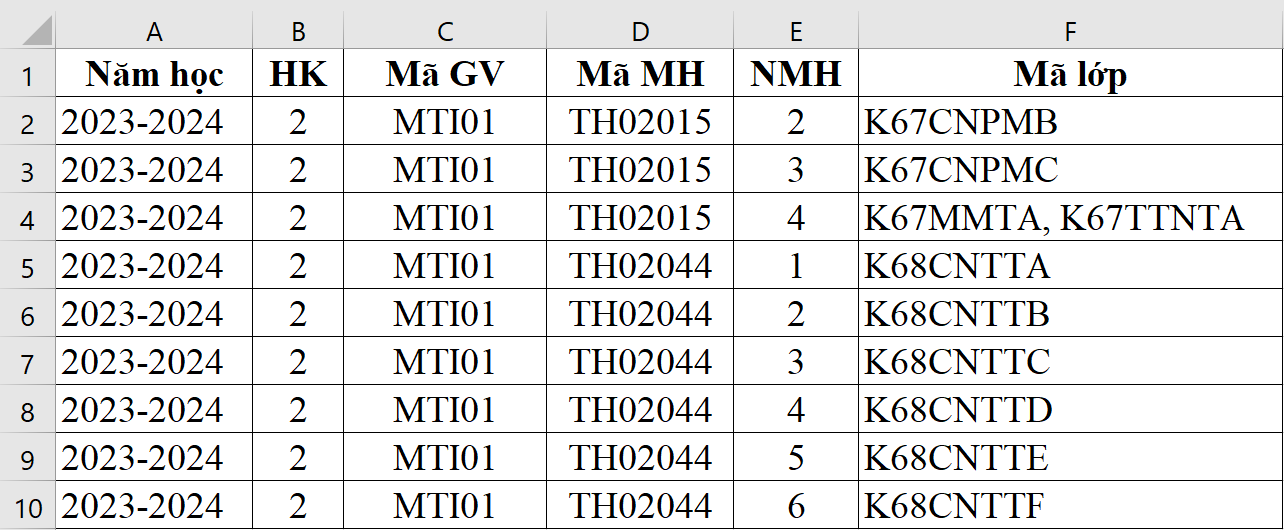 A B C D E F
1 Năm học HK Mã GV Mã MH NMH Mã lớp
2 2023-2024 2 MTI01 TH02015 2 K67CNPMB
3 2023-2024 2 MTI01 TH02015 3 K67CNPMC
4 2023-2024 2 MTI01 TH02015 4 K67MMTA, K67TTNTA
5 2023-2024 2 MTI01 TH02044 1 K68CNTTA
6 2023-2024 2 MTI01 TH02044 2 K68CNTTB
7 2023-2024 2 MTI01 TH02044 3 K68CNTTC
8 2023-2024 2 MTI01 TH02044 4 K68CNTTD
9 2023-2024 2 MTI01 TH02044 5 K68CNTTE
10 2023-2024 2 MTI01 TH02044 6 K68CNTTF